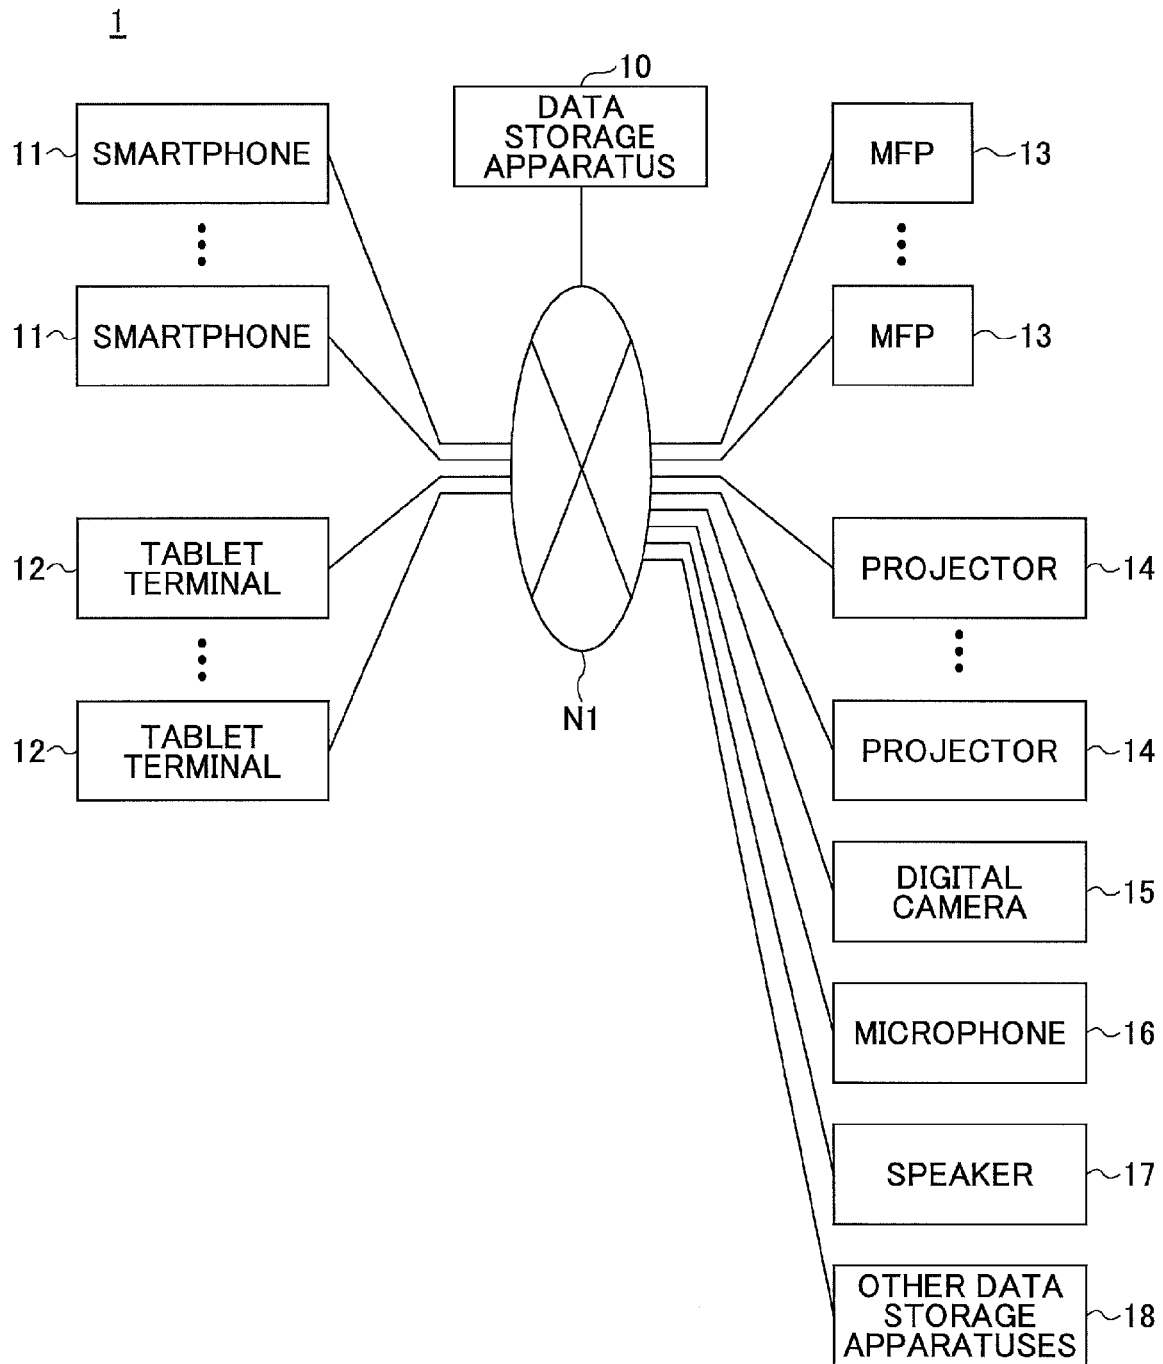 1
10
DATA
STORAGE
APPARATUS
11
SMARTPHONE
11
SMARTPHONE
12
TABLET
TERMINAL
12
TABLET
TERMINAL
N1
MFP
13
MFP
13
PROJECTOR
14
PROJECTOR
14
DIGITAL
CAMERA
15
MICROPHONE
16
SPEAKER
17
OTHER DATA
STORAGE
APPARATUSES
18